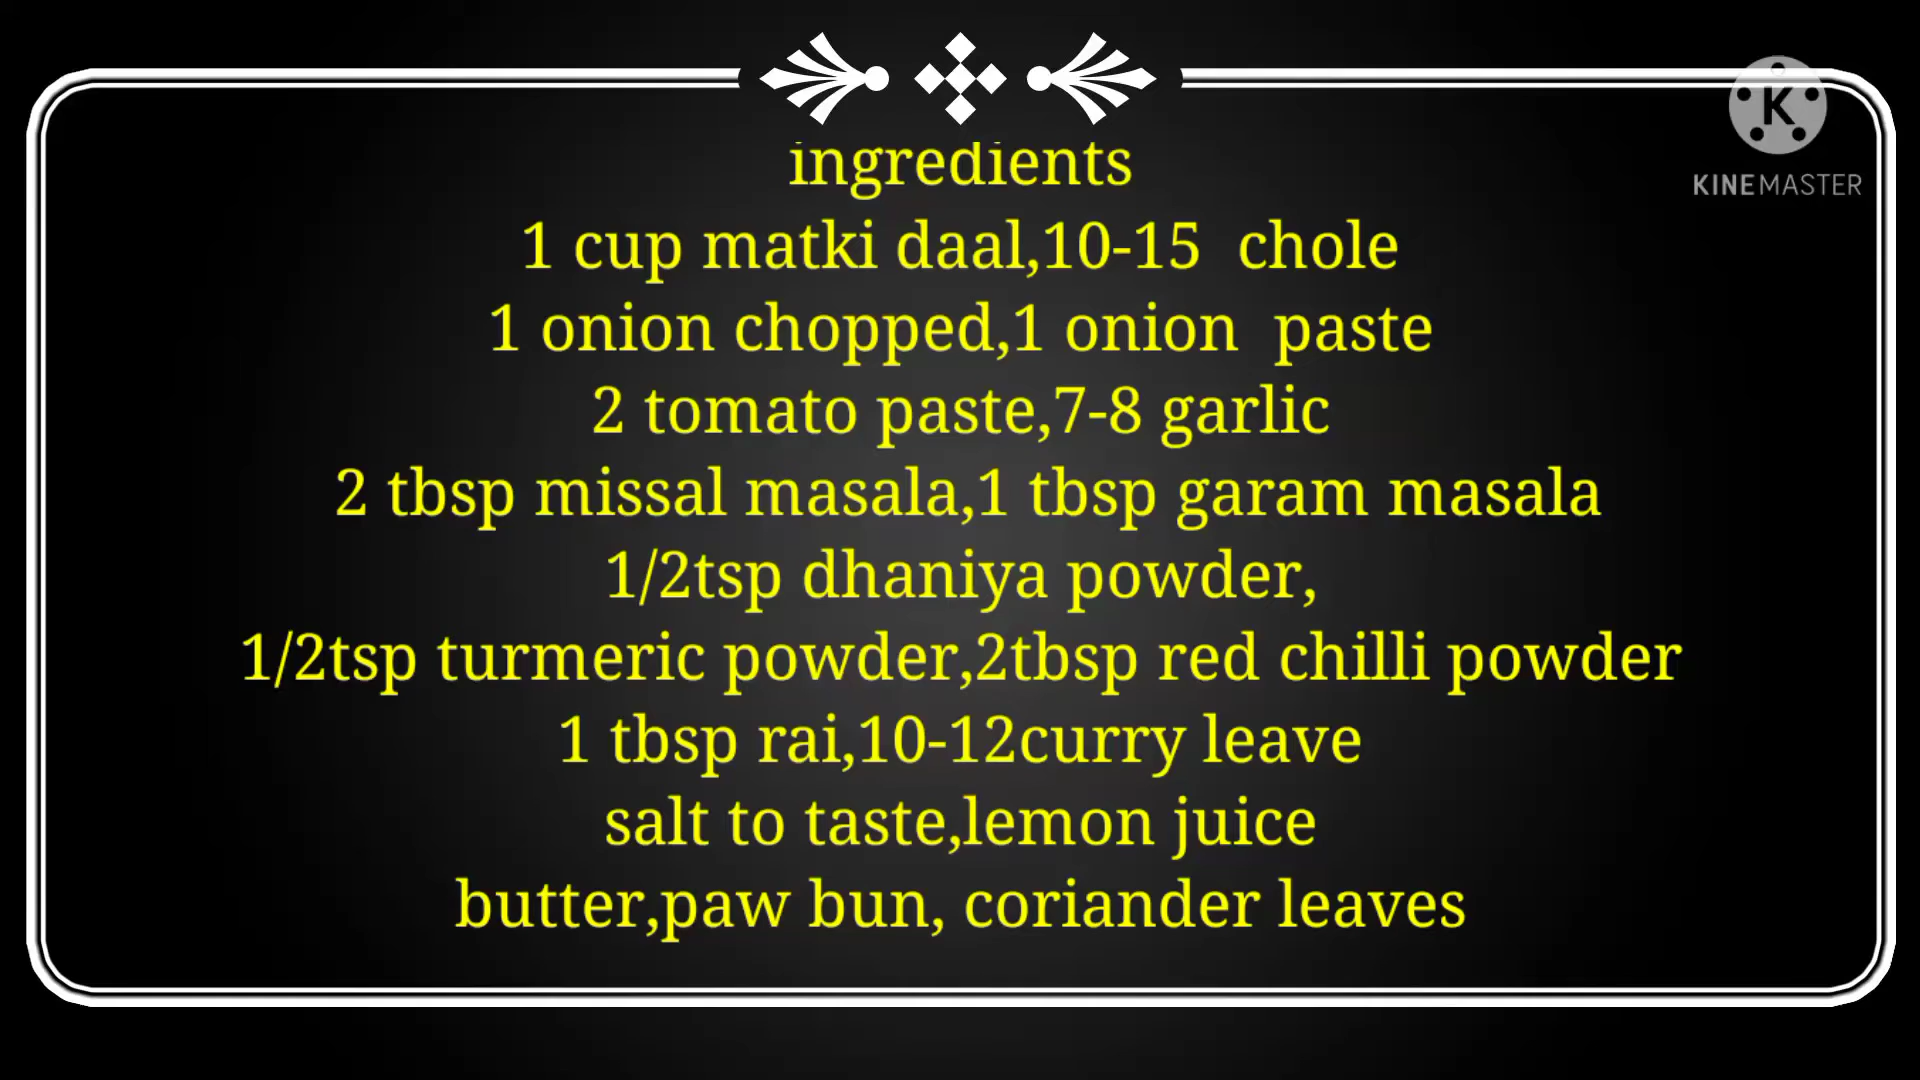 ingredients
1 cup matki daal,10-15  chole
1 onion chopped,1 onion  paste
2 tomato paste,7-8 garlic
2 tbsp missal masala,1 tbsp garam masala
1/2tsp dhaniya powder,
1/2tsp turmeric powder,2tbsp red chilli powder
1 tbsp rai,10-12curry leave
salt to taste,lemon juice
butter,paw bun, coriander leaves
K
KINEMASTER